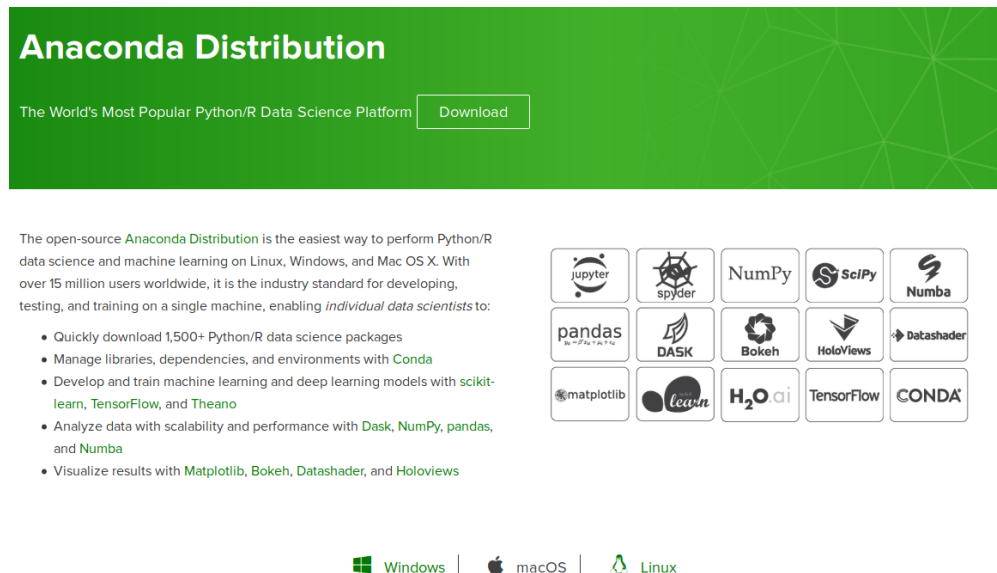 Anaconda Distribution
The World's Most Popular Python/R Data Science Platform Download
The open-source Anaconda Distribution is the easiest way to perform Python/R
data science and machine learning on Linux, Windows, and Mac OS X. With
over 15 million users worldwide, it is the industry standard for developing,
testing, and training on a single machine, enabling individual data scientists to:
● Quickly download 1,500+ Python/R data science packages
● Manage libraries, dependencies, and environments with Conda
● Develop and train machine learning and deep learning models with scikit-
learn, TensorFlow, and Theano
● Analyze data with scalability and performance with Dask, NumPy, pandas,
and Numba
● Visualize results with Matplotlib, Bokeh, Datashader, and Holoviews
jupyter spyder NumPy SciPy Numba
pandas DASK Bokeh HoloViews Datashader
matplotlib learn H2O.ai TensorFlow CONDA
Windows macOS Linux